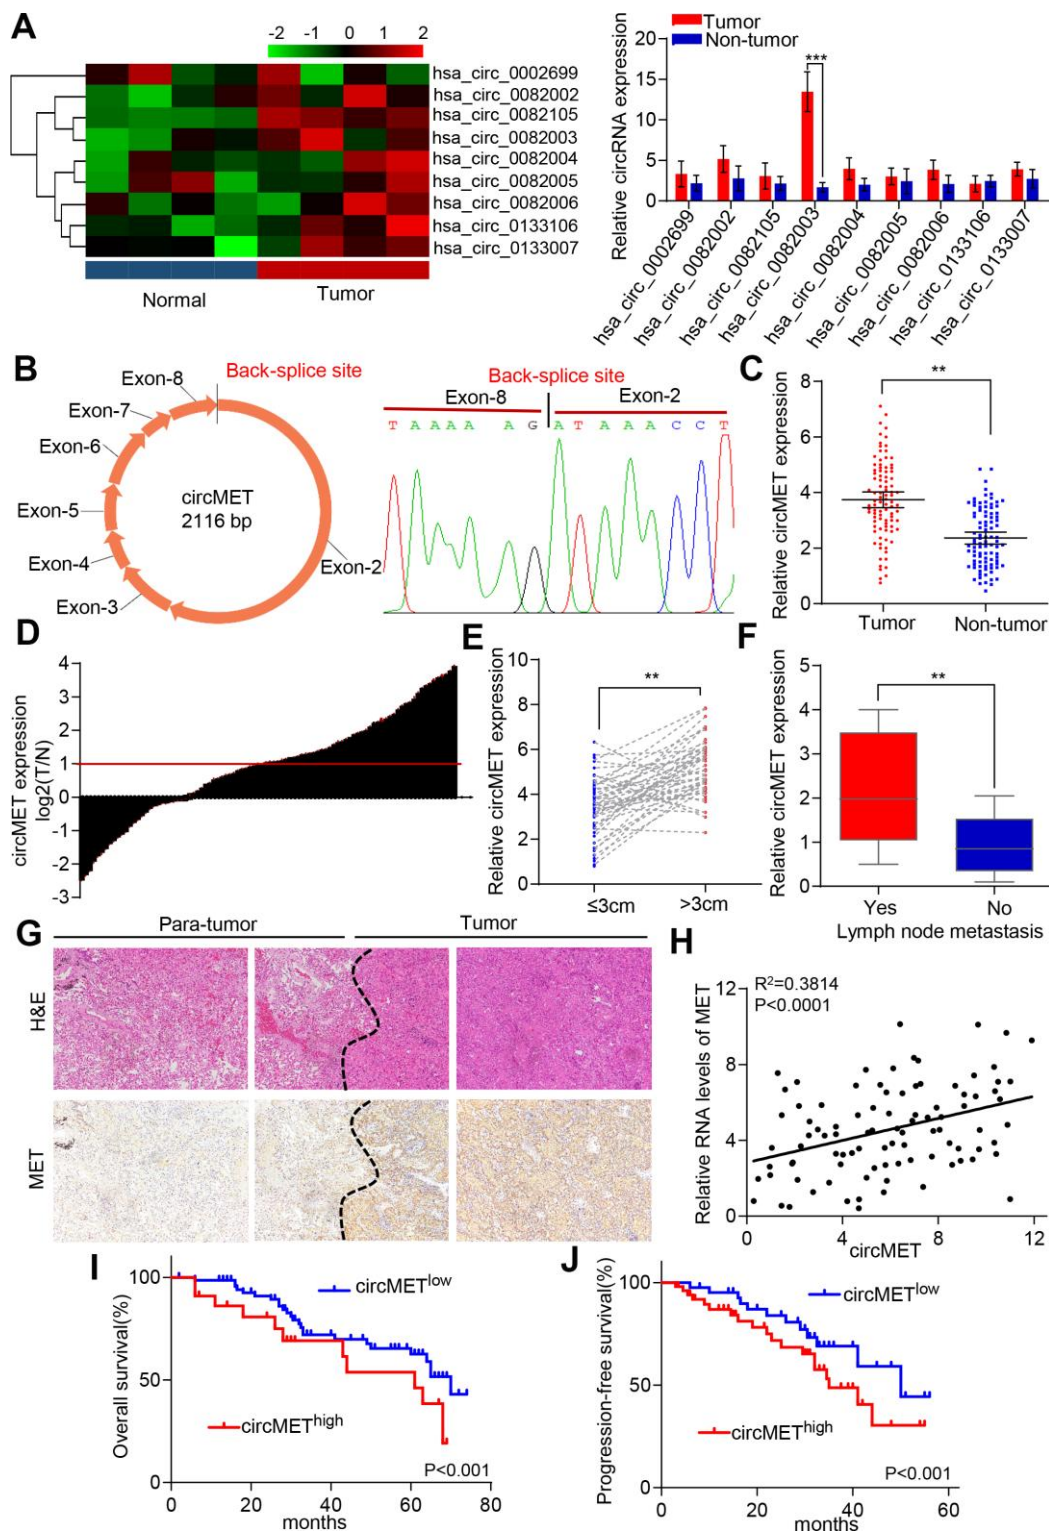 A
-2 -1 0 1 2
hsa_circ_0002699
hsa_circ_0082002
hsa_circ_0082105
hsa_circ_0082003
hsa_circ_0082004
hsa_circ_0082005
hsa_circ_0082006
hsa_circ_0133106
hsa_circ_0133007
Normal Tumor
Tumor
Non-tumor
Relative circRNA expression
20
15
10
5
0
***
hsa_circ_0002699
hsa_circ_0082002
hsa_circ_0082105
hsa_circ_0082003
hsa_circ_0082004
hsa_circ_0082005
hsa_circ_0082006
hsa_circ_0133106
hsa_circ_0133007
B
Back-splice site
Exon-8
Exon-7
Exon-6
Exon-5
Exon-4
Exon-3
Exon-2
circMET
2116 bp
Back-splice site
Exon-8 Exon-2
T A A A A A G A T A A A C C T
C
Relative circMET expression
8
6
4
2
0
**
Tumor Non-tumor
D
circMET expression
log2(T/N)
4
3
2
1
0
-1
-2
-3
E
Relative circMET expression
10
8
6
4
2
0
**
≤3cm >3cm
F
Relative circMET expression
5
4
3
2
1
0
**
Yes No
Lymph node metastasis
G
Para-tumor Tumor
H&E
MET
H
R²=0.3814
P<0.0001
Relative RNA levels of MET
12
8
4
0
0 4 8 12
circMET
I
Overall survival(%)
100
50
0
circMET^low
circMET^high
P<0.001
0 20 40 60 80
months
J
Progression-free survival(%)
100
50
0
circMET^low
circMET^high
P<0.001
0 20 40 60
months